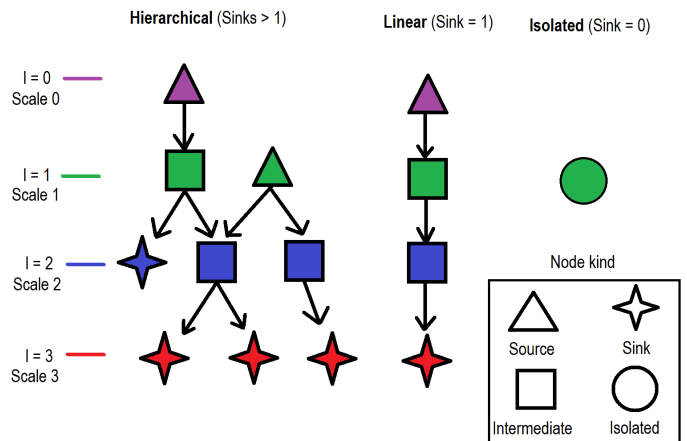 Hierarchical (Sinks > 1)
Linear (Sink = 1)
Isolated (Sink = 0)
I = 0
Scale 0
I = 1
Scale 1
I = 2
Scale 2
I = 3
Scale 3
Node kind
Source
Sink
Intermediate
Isolated